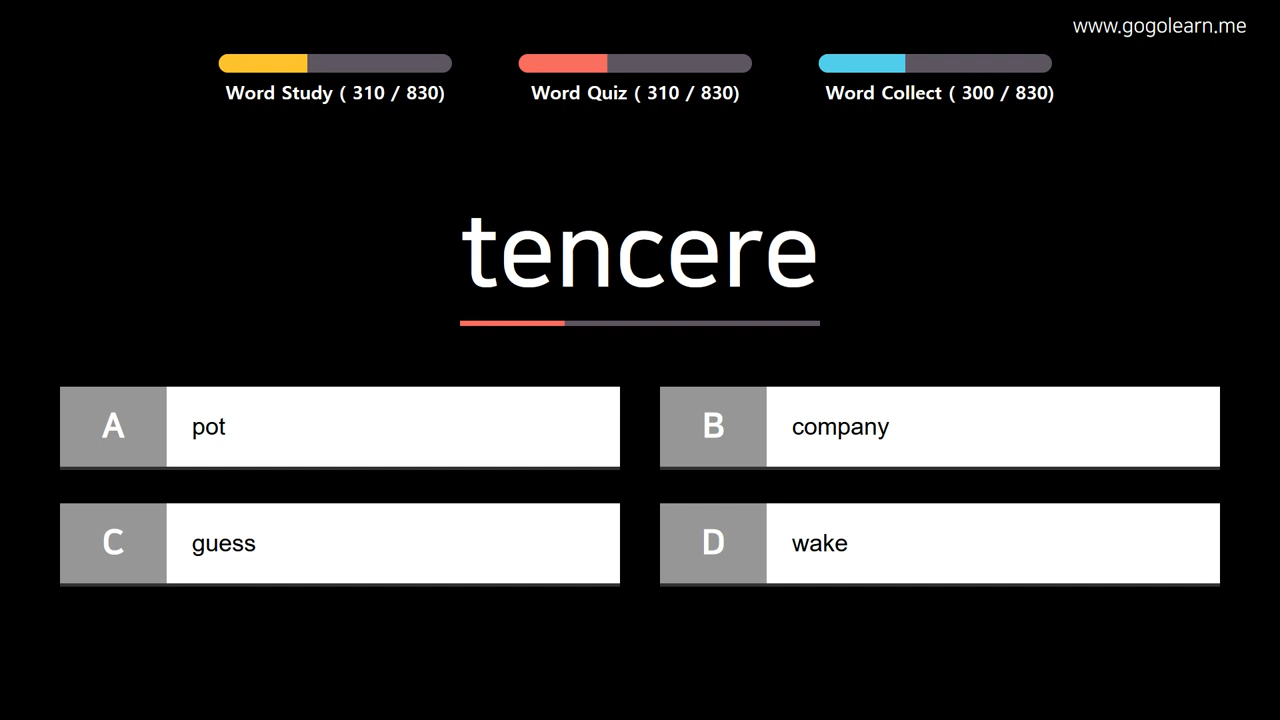 www.gogolearn.me
Word Study ( 310 / 830)
Word Quiz ( 310 / 830)
Word Collect ( 300 / 830)
tencere
A
pot
B
company
C
guess
D
wake